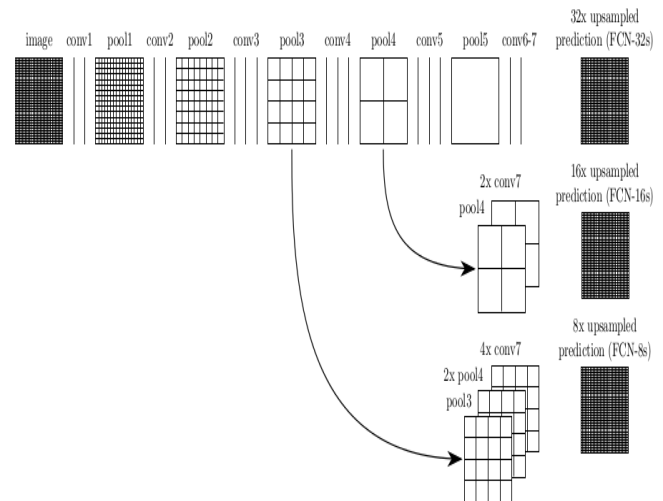 32x upsampled
image conv1 pool1 conv2 pool2 conv3 pool3 conv4 pool4 conv5 pool5 conv6-7 prediction (FCN-32s)
2x conv7 16x upsampled
pool4 prediction (FCN-16s)
4x conv7 8x upsampled
prediction (FCN-8s)
2x pool4
pool3